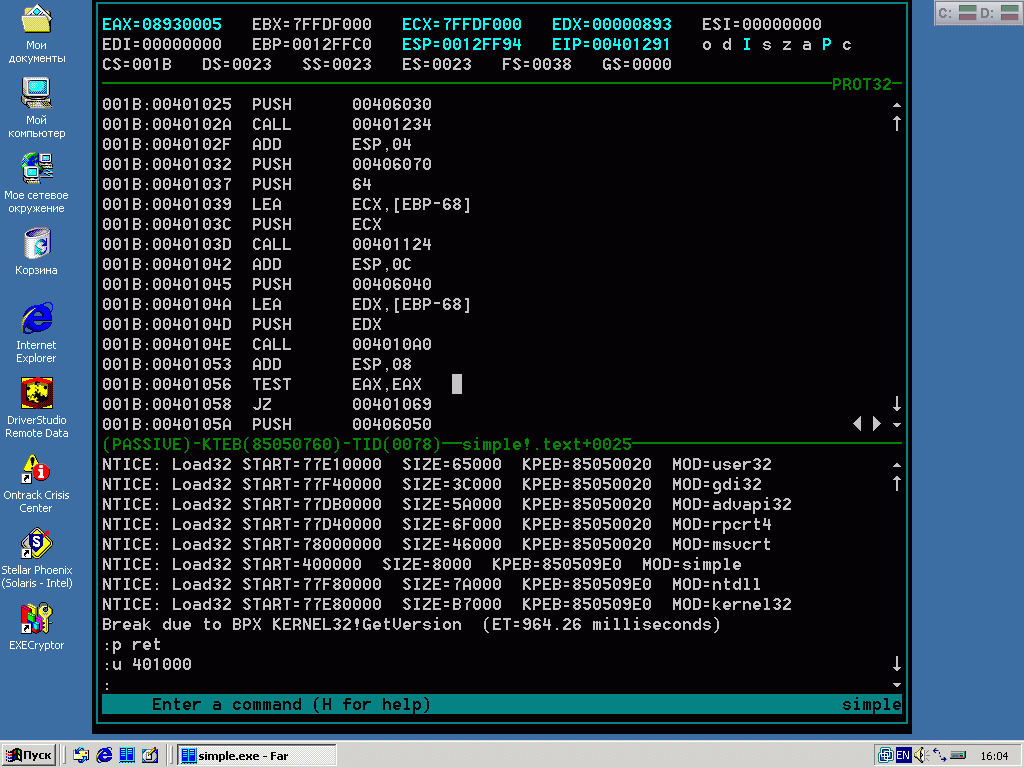 Мои документы
Мой компьютер
Мое сетевое окружение
Корзина
Internet Explorer
DriverStudio Remote Data
Ontrack Crisis Center
Stellar Phoenix (Solaris - Intel)
EXECryptor
EAX=08930005 EBX=7FFDF000 ECX=7FFDF000 EDX=00000893 ESI=00000000
EDI=00000000 EBP=0012FFC0 ESP=0012FF94 EIP=00401291 o d I s z a P c
CS=001B DS=0023 SS=0023 ES=0023 FS=0038 GS=0000
PROT32
001B:00401025 PUSH 00406030
001B:0040102A CALL 00401234
001B:0040102F ADD ESP,04
001B:00401032 PUSH 00406070
001B:00401037 PUSH 64
001B:00401039 LEA ECX,[EBP-68]
001B:0040103C PUSH ECX
001B:0040103D CALL 00401124
001B:00401042 ADD ESP,0C
001B:00401045 PUSH 00406040
001B:0040104A LEA EDX,[EBP-68]
001B:0040104D PUSH EDX
001B:0040104E CALL 004010A0
001B:00401053 ADD ESP,08
001B:00401056 TEST EAX,EAX
001B:00401058 JZ 00401069
001B:0040105A PUSH 00406050
(PASSIVE)-KTEB(85050760)-TID(0078)—simple!.text+0025
NTICE: Load32 START=77E10000 SIZE=65000 KPEB=85050020 MOD=user32
NTICE: Load32 START=77F40000 SIZE=3C000 KPEB=85050020 MOD=gdi32
NTICE: Load32 START=77DB0000 SIZE=5A000 KPEB=85050020 MOD=advapi32
NTICE: Load32 START=77D40000 SIZE=6F000 KPEB=85050020 MOD=rpcrt4
NTICE: Load32 START=78000000 SIZE=46000 KPEB=85050020 MOD=msvcrt
NTICE: Load32 START=400000 SIZE=8000 KPEB=850509E0 MOD=simple
NTICE: Load32 START=77F80000 SIZE=7A000 KPEB=850509E0 MOD=ntdll
NTICE: Load32 START=77E80000 SIZE=B7000 KPEB=850509E0 MOD=kernel32
Break due to BPX KERNEL32!GetVersion (ET=964.26 milliseconds)
:p ret
:u 401000
:
Enter a command (H for help) simple
C: D:
Пуск simple.exe - Far EN 16:04